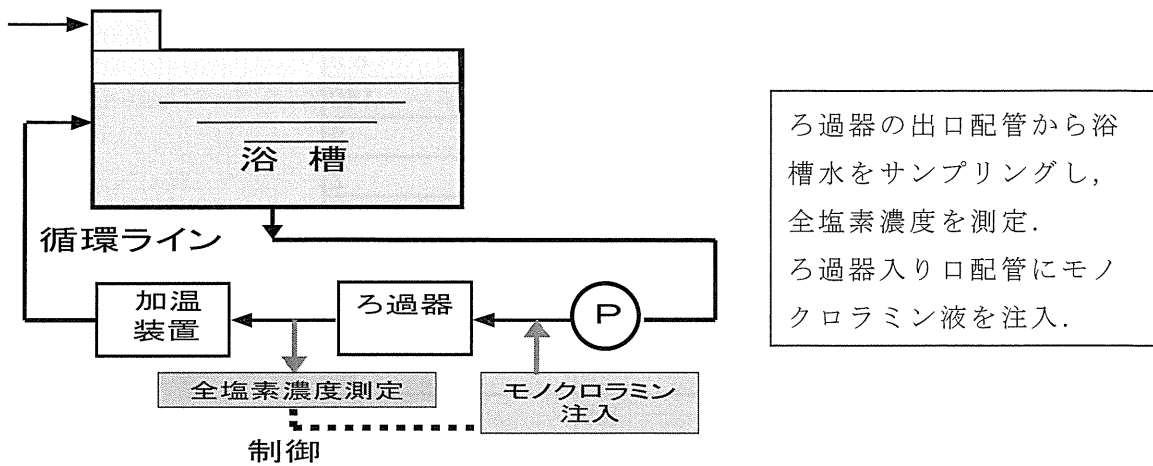 浴 槽
循環ライン
加温
装置
ろ過器
P
全塩素濃度測定
モノクロラミン
注入
制御
ろ過器の出口配管から浴
槽水をサンプリングし,
全塩素濃度を測定.
ろ過器入り口配管にモノ
クロラミン液を注入.